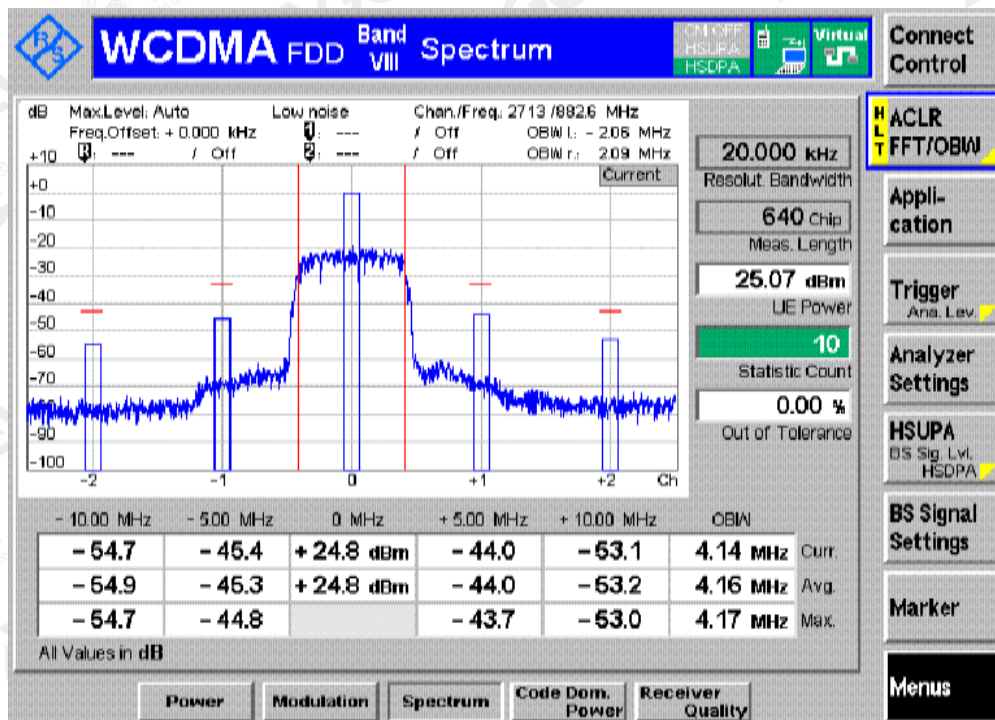 R&S
WCDMA FDD Band VIII Spectrum
CM OFF
HSUPA
HSDPA
Virtual
Connect Control
dB Max.Level: Auto Low noise Chan./Freq.: 2713 /882.6 MHz
Freq.Offset: + 0.000 kHz 1: --- / Off OBW l.: - 2.06 MHz
R: --- / Off 2: --- / Off OBW r.: 2.09 MHz
Current
+10
+0
-10
-20
-30
-40
-50
-60
-70
-90
-100
-2 -1 0 +1 +2 Ch
20.000 kHz
Resolut. Bandwidth
640 Chip
Meas. Length
25.07 dBm
UE Power
10
Statistic Count
0.00 %
Out of Tolerance
- 10.00 MHz - 5.00 MHz 0 MHz + 5.00 MHz + 10.00 MHz OBW
- 54.7 - 45.4 + 24.8 dBm - 44.0 - 53.1 4.14 MHz Curr.
- 54.9 - 45.3 + 24.8 dBm - 44.0 - 53.2 4.16 MHz Avg.
- 54.7 - 44.8 - 43.7 - 53.0 4.17 MHz Max.
All Values in dB
HLT
ACLR
FFT/OBW
Appli-
cation
Trigger
Ana. Lev.
Analyzer
Settings
HSUPA
BS Sig. Lvl.
HSDPA
BS Signal
Settings
Marker
Menus
Power
Modulation
Spectrum
Code Dom.
Power
Receiver
Quality